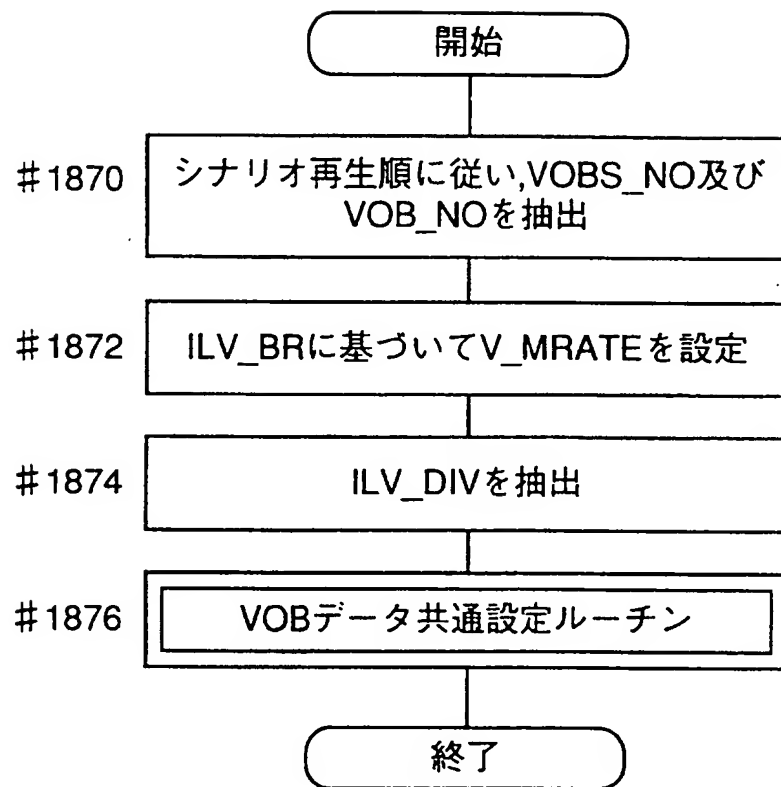 開始
#1870 シナリオ再生順に従い,VOBS_NO及び
VOB_NOを抽出
#1872 ILV_BRに基づいてV_MRATEを設定
#1874 ILV_DIVを抽出
#1876 VOBデータ共通設定ルーチン
終了